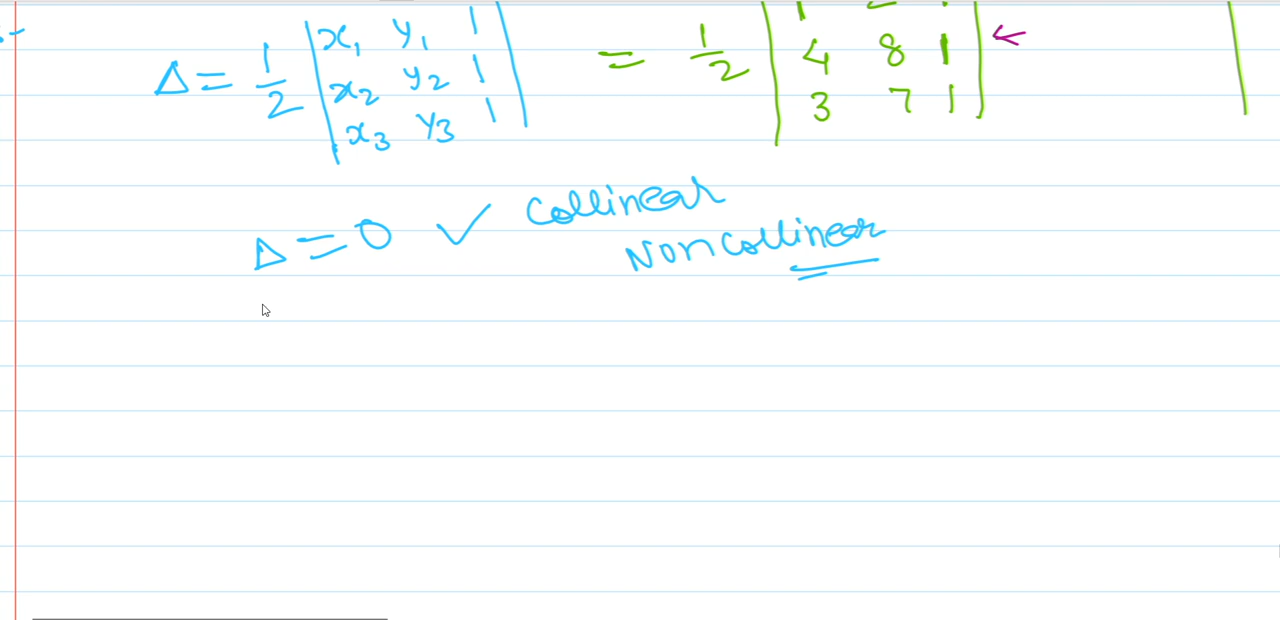 Δ = 1/2 | x₁ y₁ 1 |
| x₂ y₂ 1 |
| x₃ y₃ 1 |
= 1/2 |
| 4 8 1 | ←
| 3 7 1 |
Δ = 0 ✓ Collinear
Noncollinear